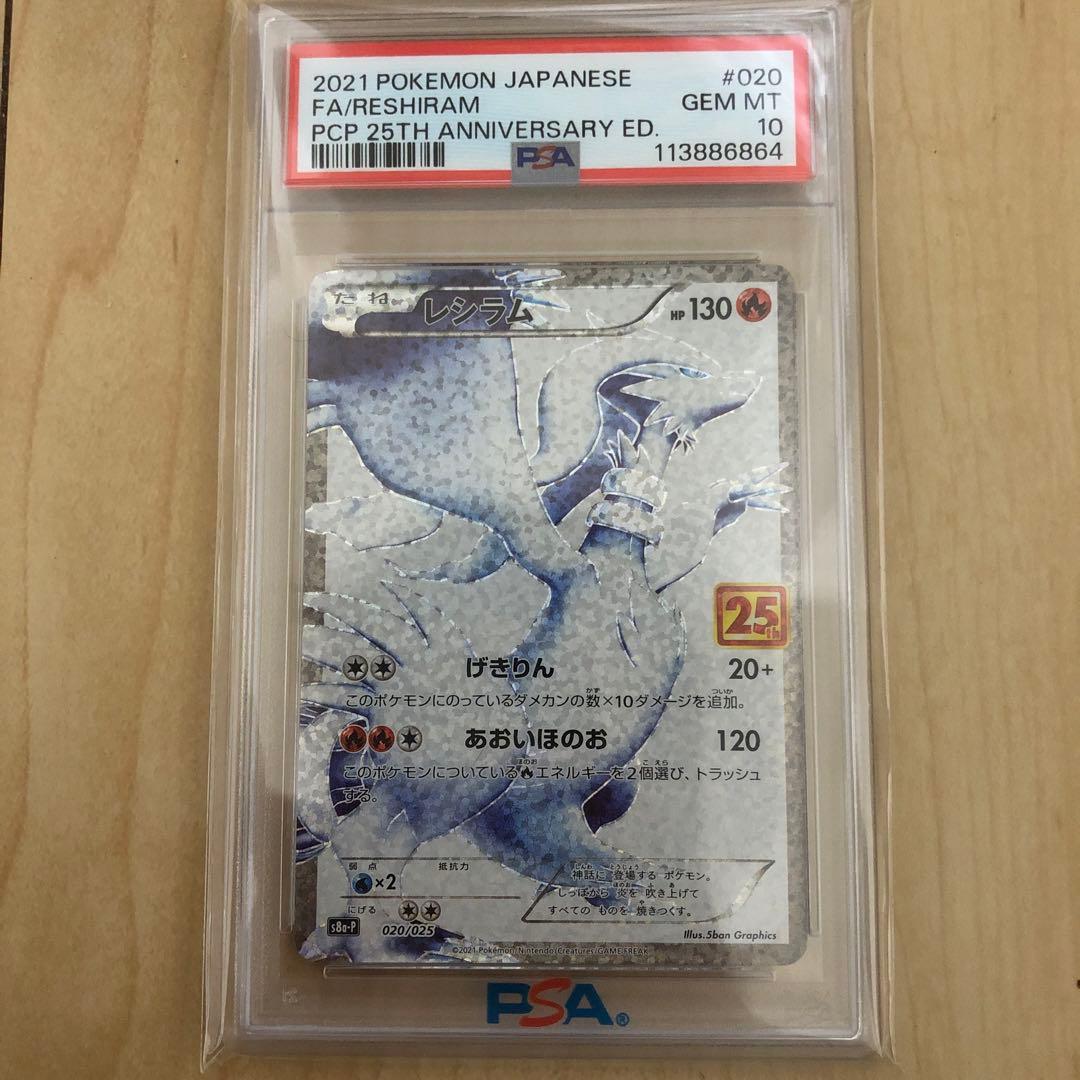 2021 POKEMON JAPANESE #020
FA/RESHIRAM GEM MT
PCP 25TH ANNIVERSARY ED. 10
PSA 113886864
たね レシラム HP130
25th
げきりん 20+
このポケモンにのっているダメカンの数×10ダメージを追加。
あおいほのお 120
このポケモンについているエネルギーを2個選び、トラッシュ
する。
弱点 抵抗力
×2
にげる
神話に 登場する ポケモン。
しっぽから 炎を 吹き上げて
すべての ものを 焼きつくす。
s8a-P 020/025
Illus.5ban Graphics
©2021 Pokémon/Nintendo/Creatures/GAME FREAK
PSA®